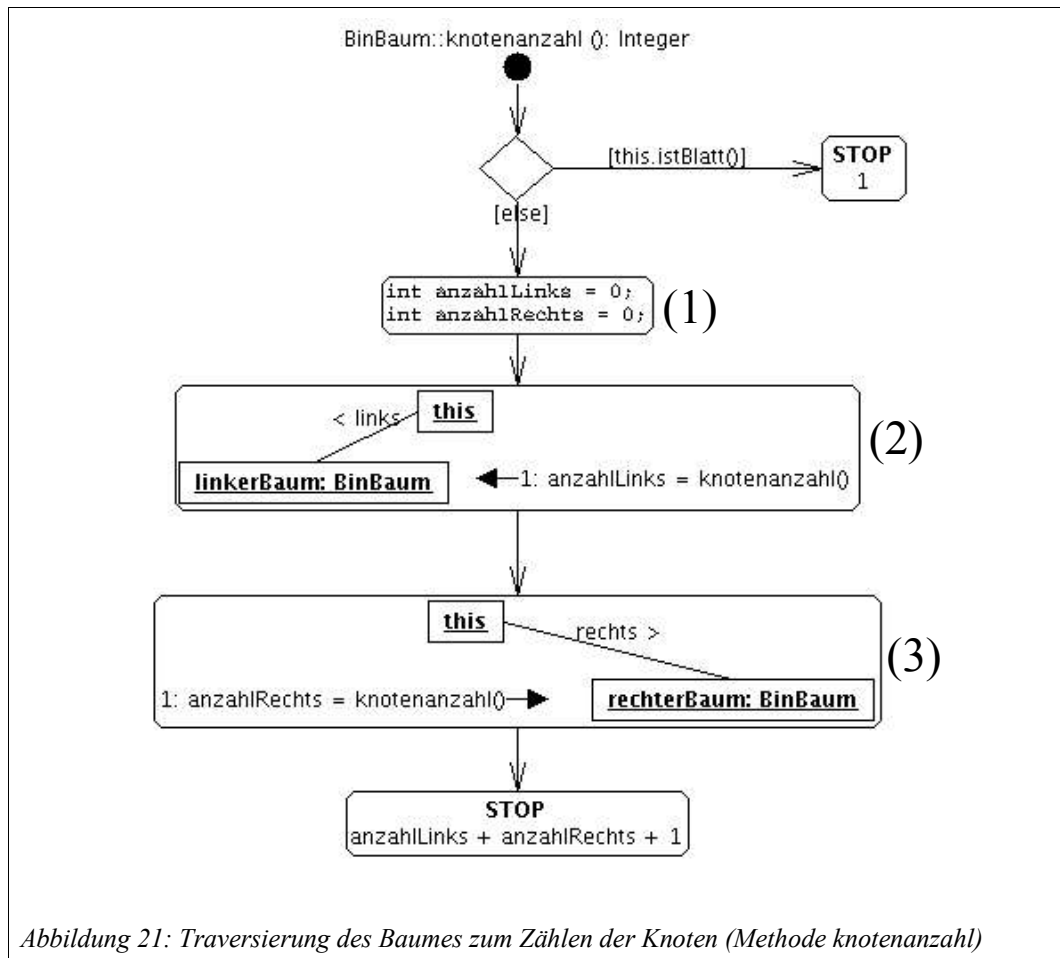 BinBaum::knotenanzahl (): Integer
[this.istBlatt()]
STOP
1
[else]
int anzahlLinks = 0;
int anzahlRechts = 0;
(1)
this
< links
(2)
linkerBaum: BinBaum
1: anzahlLinks = knotenanzahl()
this
rechts >
(3)
1: anzahlRechts = knotenanzahl()
rechterBaum: BinBaum
STOP
anzahlLinks + anzahlRechts + 1
Abbildung 21: Traversierung des Baumes zum Zählen der Knoten (Methode knotenanzahl)